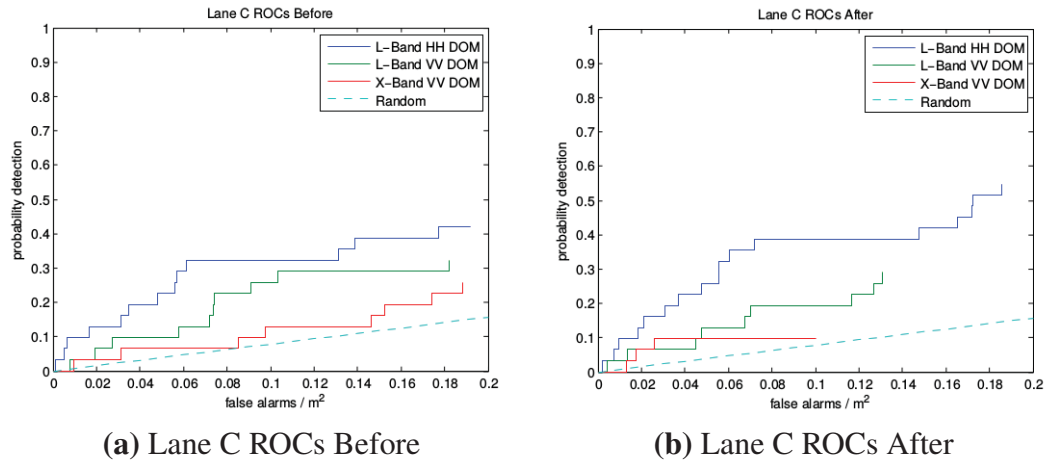 Lane C ROCs Before
L-Band HH DOM
L-Band VV DOM
X-Band VV DOM
Random
1
0.9
0.8
0.7
0.6
0.5
0.4
0.3
0.2
0.1
0
probability detection
0 0.02 0.04 0.06 0.08 0.1 0.12 0.14 0.16 0.18 0.2
false alarms / m²
(a) Lane C ROCs Before
Lane C ROCs After
L-Band HH DOM
L-Band VV DOM
X-Band VV DOM
Random
1
0.9
0.8
0.7
0.6
0.5
0.4
0.3
0.2
0.1
0
probability detection
0 0.02 0.04 0.06 0.08 0.1 0.12 0.14 0.16 0.18 0.2
false alarms / m²
(b) Lane C ROCs After